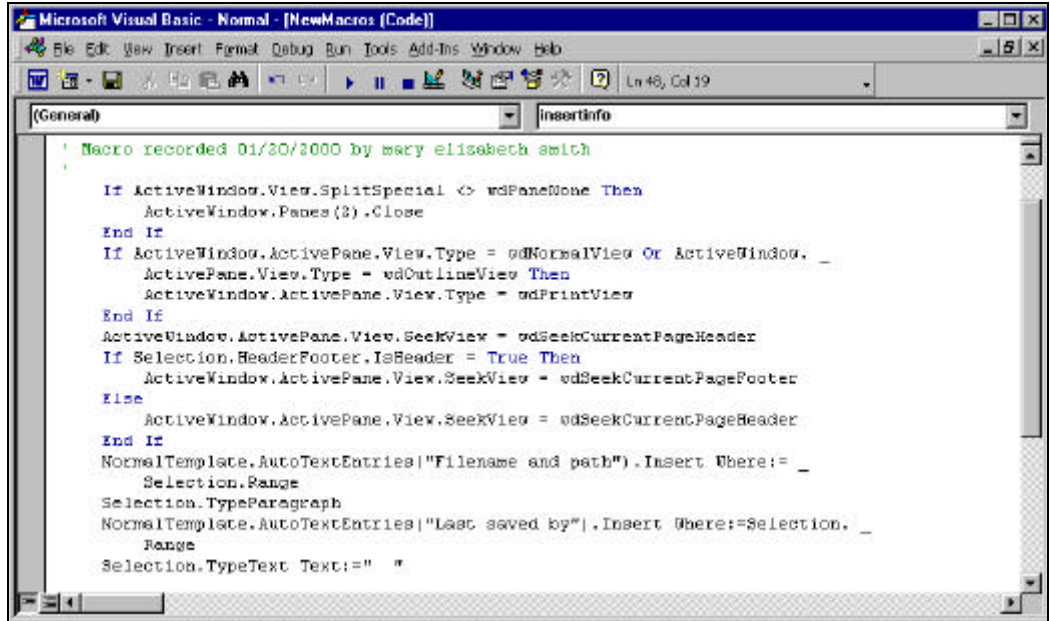 Microsoft Visual Basic - Normal - [NewMacros (Code)]
File Edit View Insert Format Debug Run Tools Add-Ins Window Help
Ln 48, Col 19
(General) insertinfo
' Macro recorded 01/20/2000 by mary elizabeth smith
'
If ActiveWindow.View.SplitSpecial <> wdPaneNone Then
ActiveWindow.Panes(2).Close
End If
If ActiveWindow.ActivePane.View.Type = wdNormalView Or ActiveWindow. _
ActivePane.View.Type = wdOutlineView Then
ActiveWindow.ActivePane.View.Type = wdPrintView
End If
ActiveWindow.ActivePane.View.SeekView = wdSeekCurrentPageHeader
If Selection.HeaderFooter.IsHeader = True Then
ActiveWindow.ActivePane.View.SeekView = wdSeekCurrentPageFooter
Else
ActiveWindow.ActivePane.View.SeekView = wdSeekCurrentPageHeader
End If
NormalTemplate.AutoTextEntries("Filename and path").Insert Where:= _
Selection.Range
Selection.TypeParagraph
NormalTemplate.AutoTextEntries("Last saved by").Insert Where:=Selection. _
Range
Selection.TypeText Text:="  "